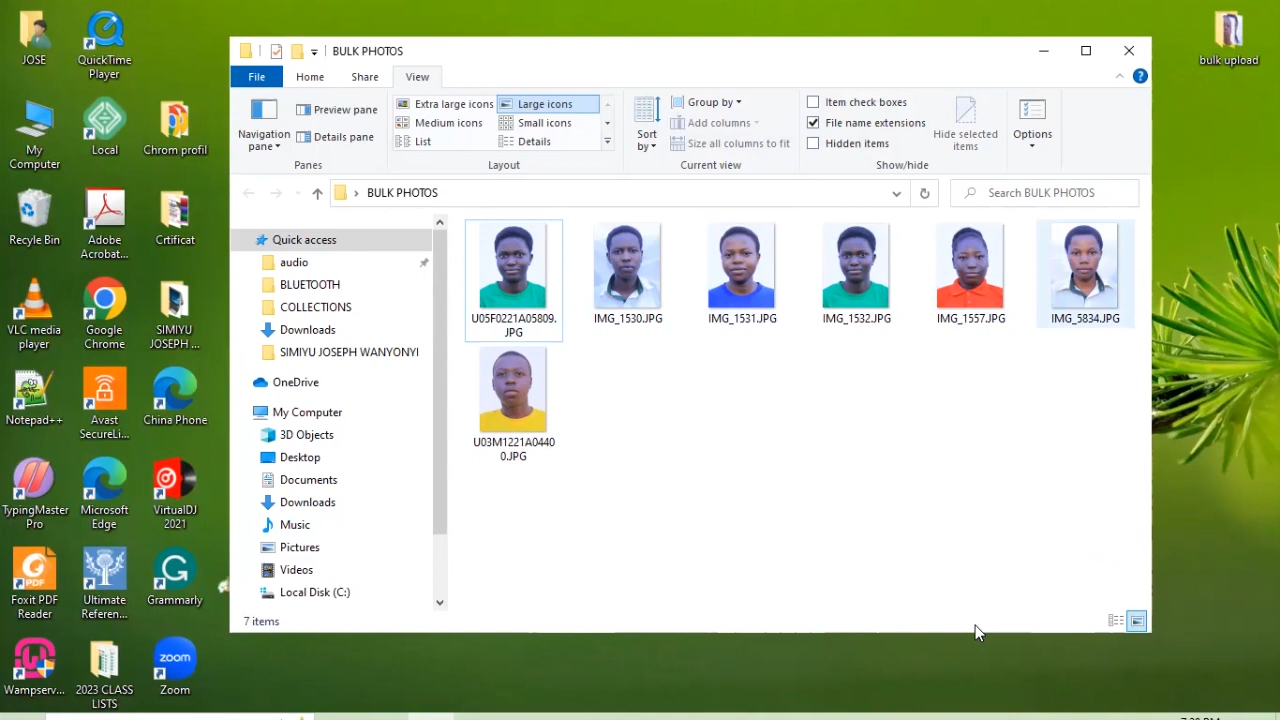 JOSE
QuickTime
Player
BULK PHOTOS
bulk upload
File
Home
Share
View
Preview pane
Details pane
Navigation
pane
Panes
Extra large icons
Large icons
Medium icons
Small icons
List
Details
Layout
Sort
by
Group by
Add columns
Size all columns to fit
Current view
Item check boxes
File name extensions
Hidden items
Hide selected
items
Show/hide
Options
BULK PHOTOS
Search BULK PHOTOS
My
Computer
Local
Chrom profil
Recyle Bin
Adobe
Acrobat...
Crtificat
VLC media
player
Google
Chrome
SIMIYU
JOSEPH ...
Notepad++
Avast
SecureLi...
China Phone
TypingMaster
Pro
Microsoft
Edge
VirtualDJ
2021
Foxit PDF
Reader
Ultimate
Referen...
Grammarly
Wampserv...
2023 CLASS
LISTS
zoom
Zoom
Quick access
audio
BLUETOOTH
COLLECTIONS
Downloads
SIMIYU JOSEPH WANYONYI
OneDrive
My Computer
3D Objects
Desktop
Documents
Downloads
Music
Pictures
Videos
Local Disk (C:)
U05F0221A05809.
JPG
IMG_1530.JPG
IMG_1531.JPG
IMG_1532.JPG
IMG_1557.JPG
IMG_5834.JPG
U03M1221A0440
0.JPG
7 items